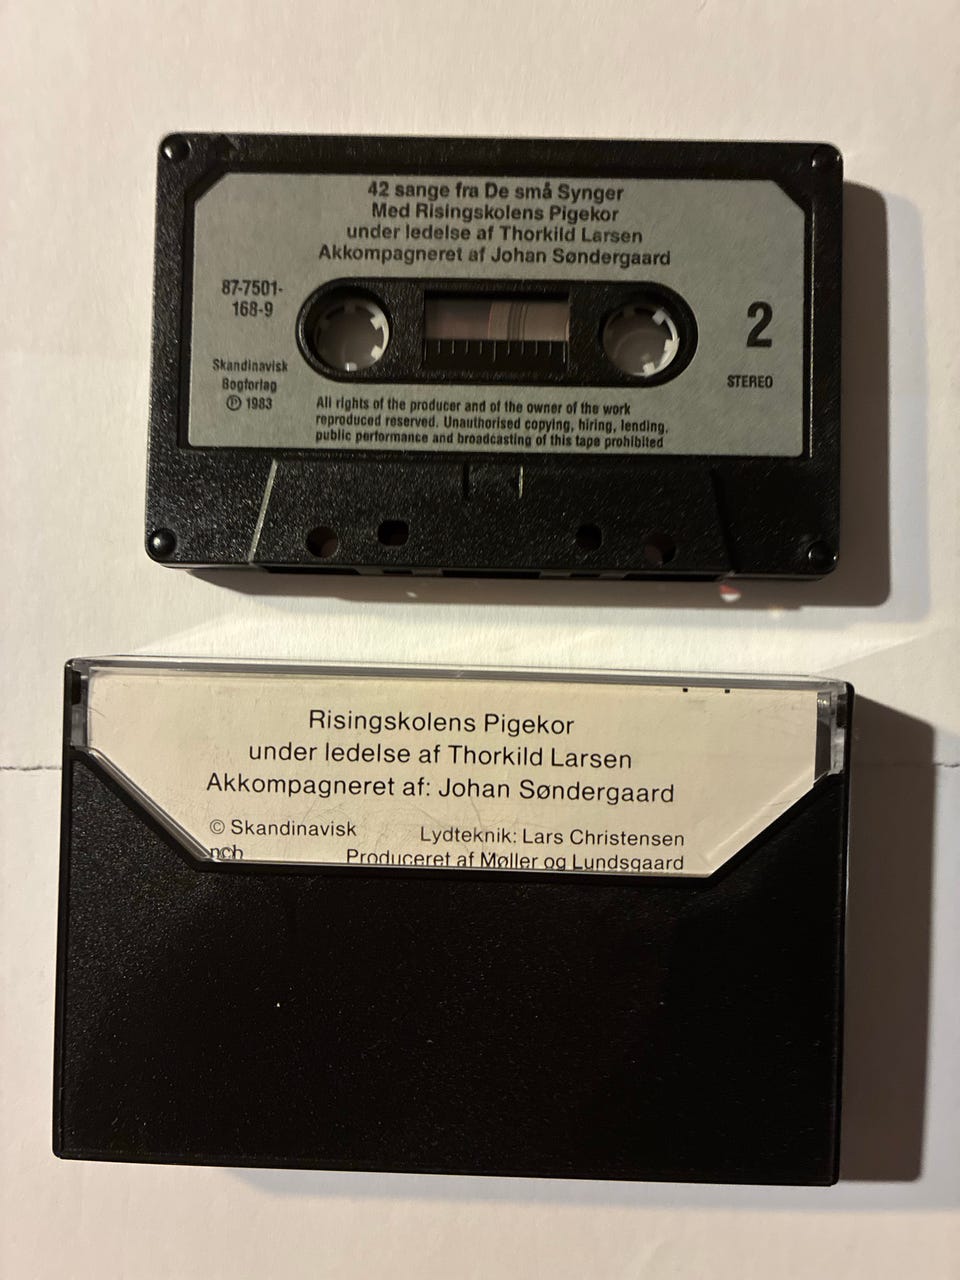 42 sange fra De små Synger
Med Risingskolens Pigekor
under ledelse af Thorkild Larsen
Akkompagneret af Johan Søndergaard
87-7501-
168-9
2
Skandinavisk
Bogforlag
℗ 1983
STEREO
All rights of the producer and of the owner of the work
reproduced reserved. Unauthorised copying, hiring, lending,
public performance and broadcasting of this tape prohibited
Risingskolens Pigekor
under ledelse af Thorkild Larsen
Akkompagneret af: Johan Søndergaard
© Skandinavisk
Lydteknik: Lars Christensen
ncb
Produceret af Møller og Lundsgaard